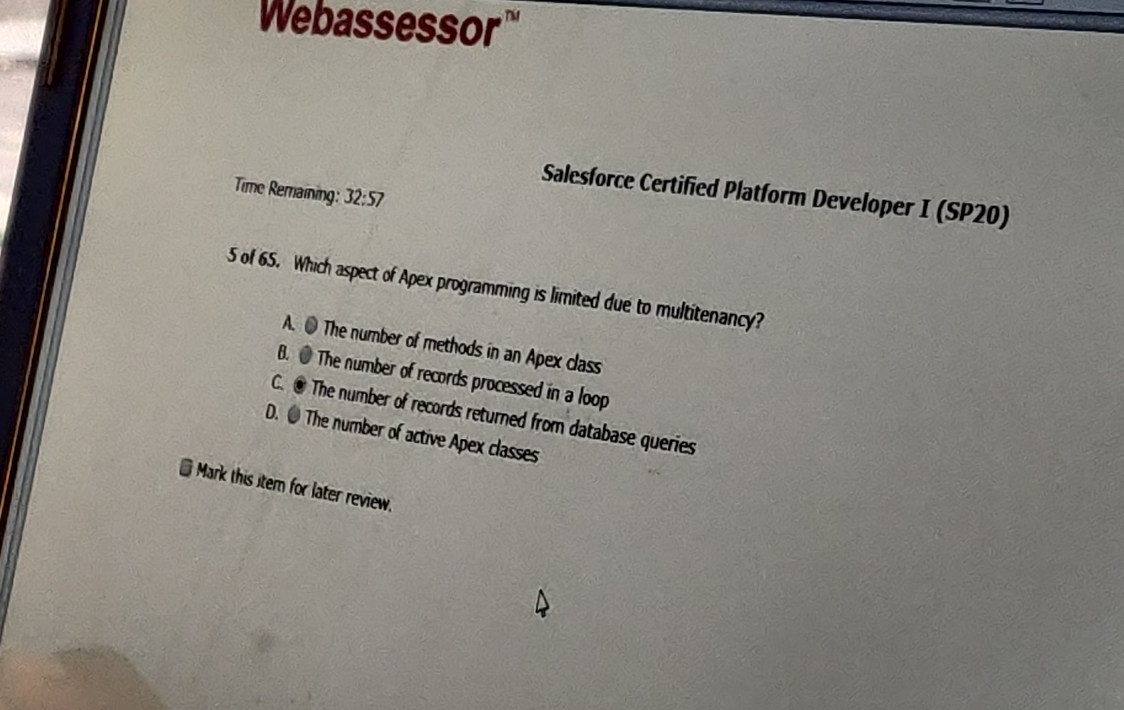 Webassessor™
Salesforce Certified Platform Developer I (SP20)
Time Remaining: 32:57
5 of 65. Which aspect of Apex programming is limited due to multitenancy?
A. The number of methods in an Apex class
B. The number of records processed in a loop
C. The number of records returned from database queries
D. The number of active Apex classes
Mark this item for later review.